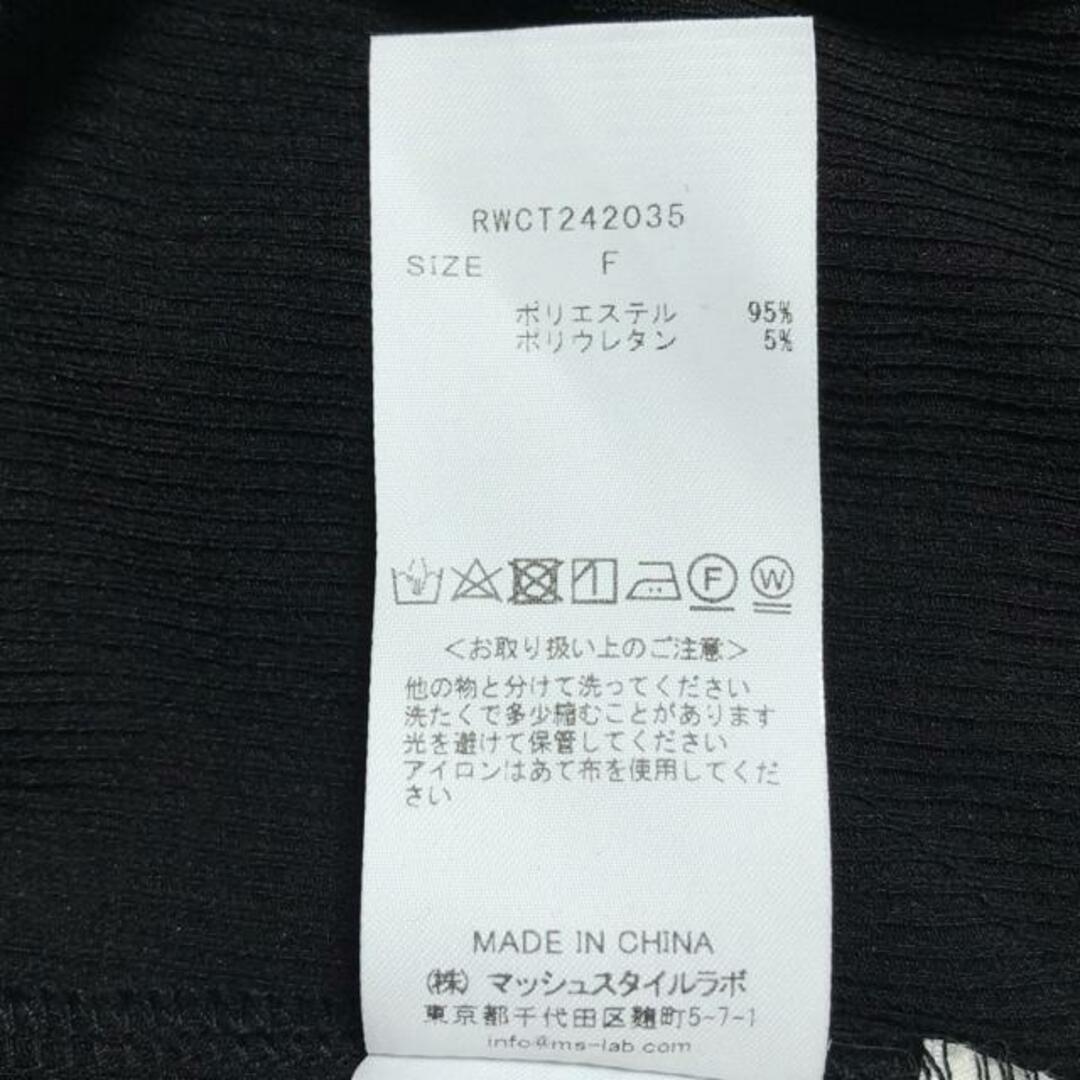 RWCT242035
SIZE F
ポリエステル 95%
ポリウレタン 5%
F W
<お取り扱い上のご注意>
他の物と分けて洗ってください
洗たくで多少縮むことがあります
光を避けて保管してください
アイロンはあて布を使用してくだ
さい
MADE IN CHINA
(株) マッシュスタイルラボ
東京都千代田区麹町5-7-1
info@ms-lab.com